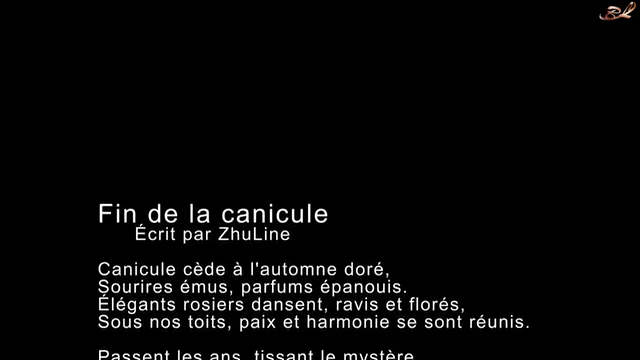 Fin de la canicule
Écrit par ZhuLine
Canicule cède à l'automne doré,
Sourires émus, parfums épanouis.
Élégants rosiers dansent, ravis et florés,
Sous nos toits, paix et harmonie se sont réunis.
Passent les ans, tissant le mystère